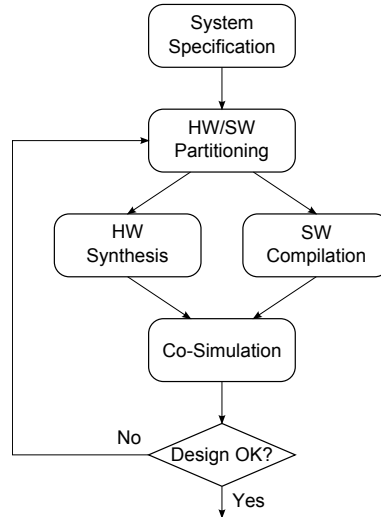 System
Specification
HW/SW
Partitioning
HW
Synthesis
SW
Compilation
Co-Simulation
No
Design OK?
Yes